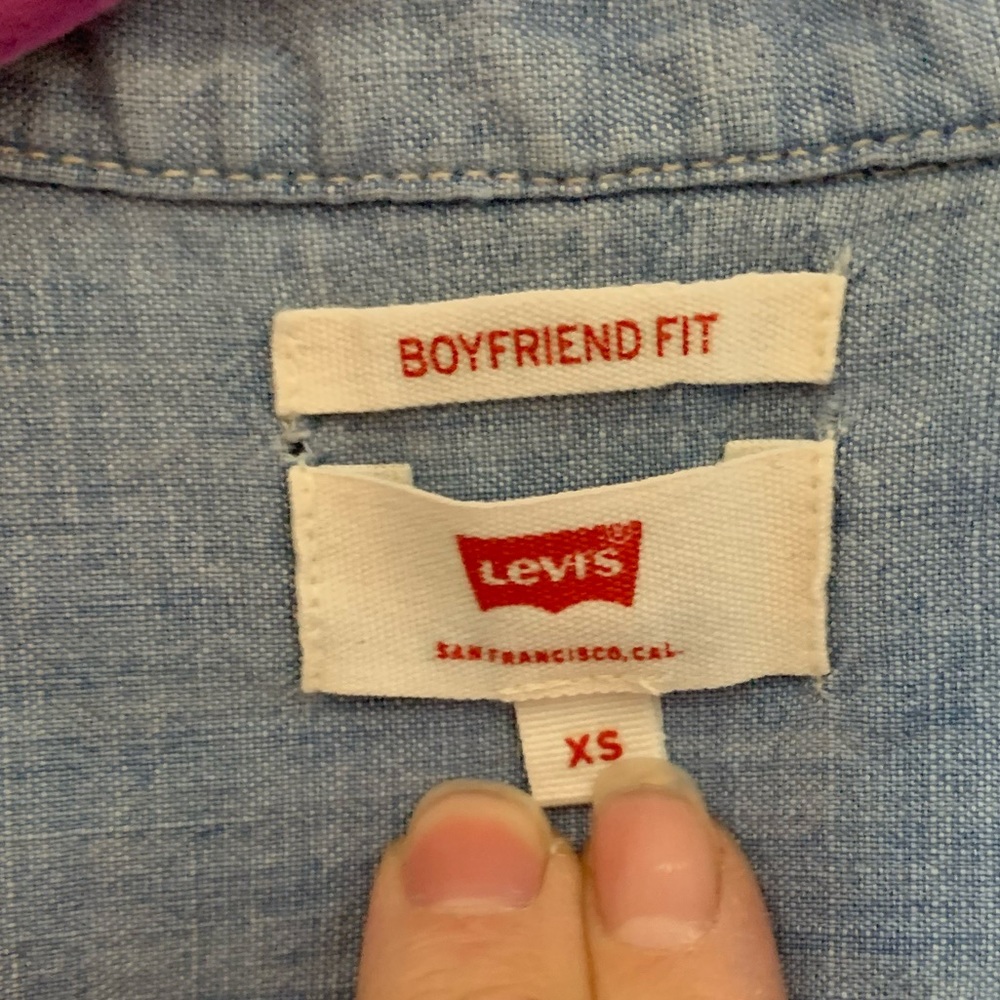 BOYFRIEND FIT
LEVI'S®
SAN FRANCISCO, CAL
XS